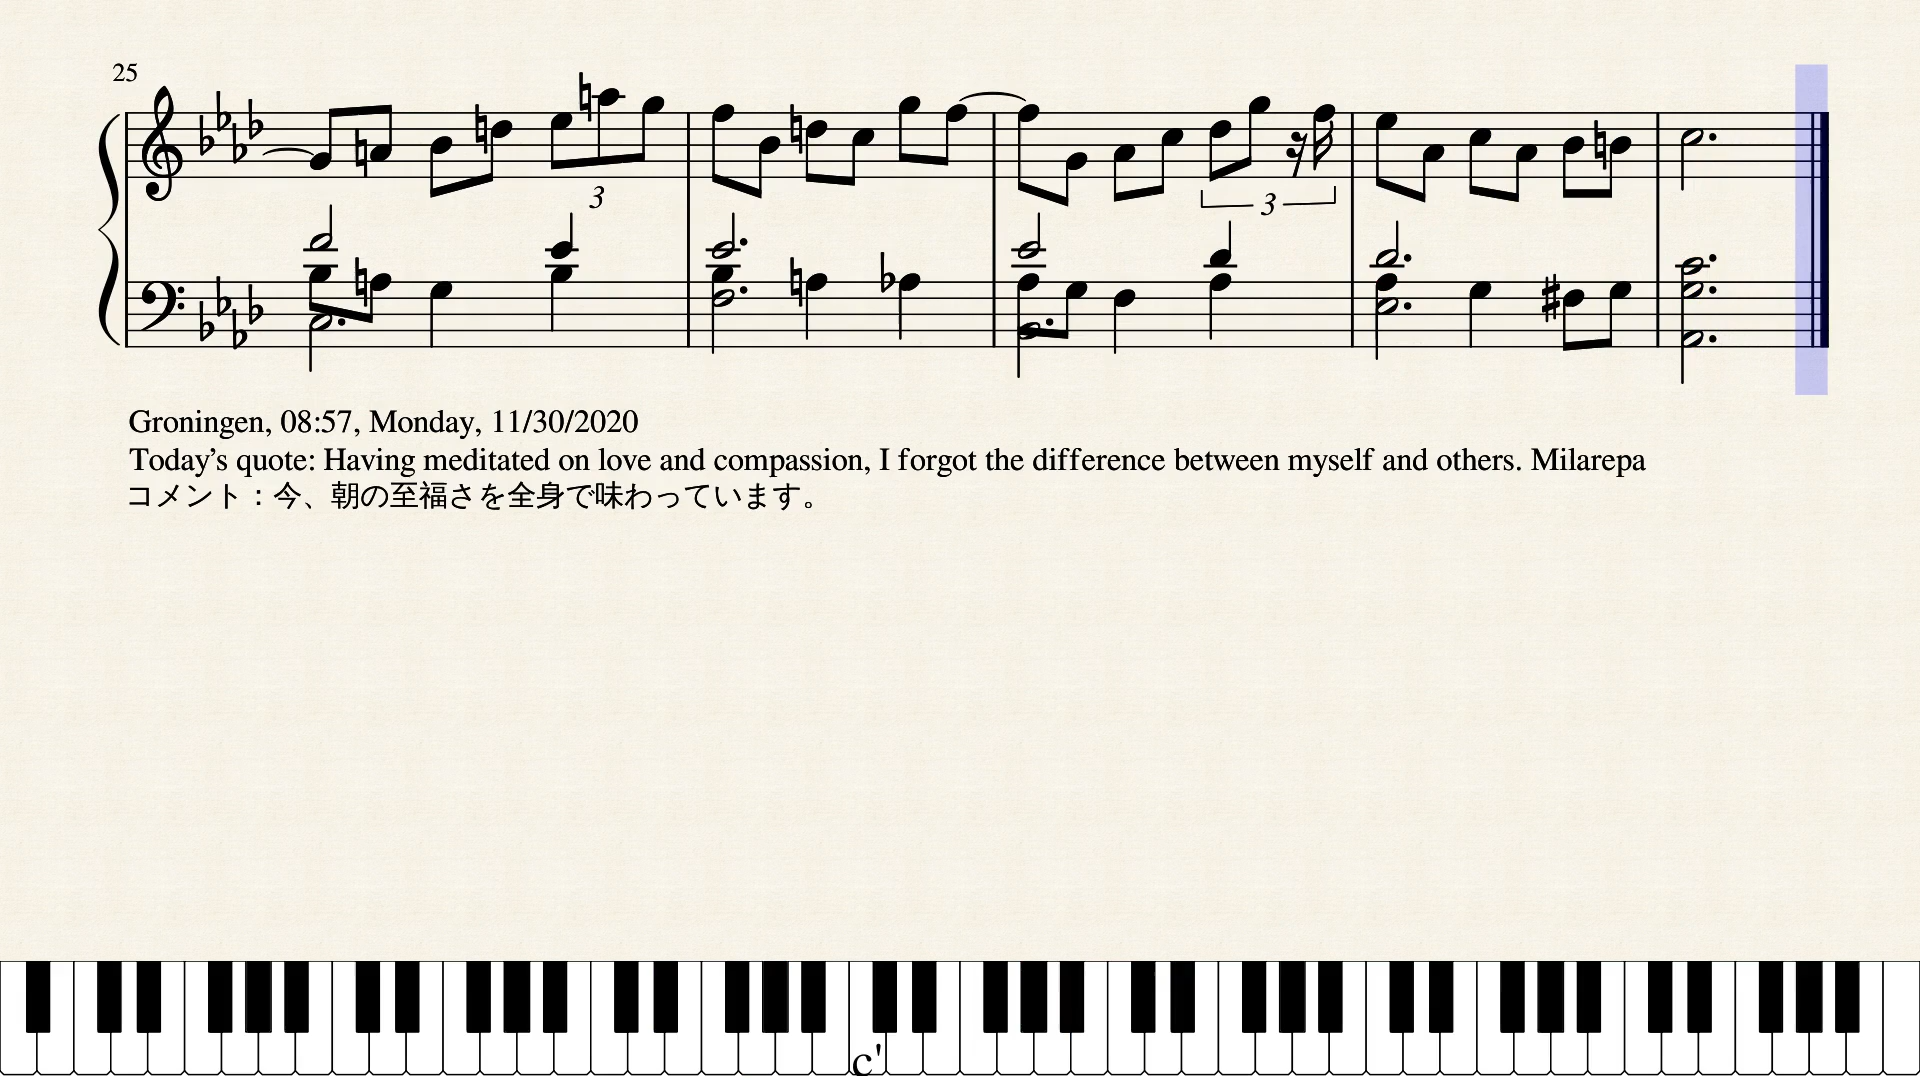 25
3
3
Groningen, 08:57, Monday, 11/30/2020
Today’s quote: Having meditated on love and compassion, I forgot the difference between myself and others. Milarepa
コメント：今、朝の至福さを全身で味わっています。
c'